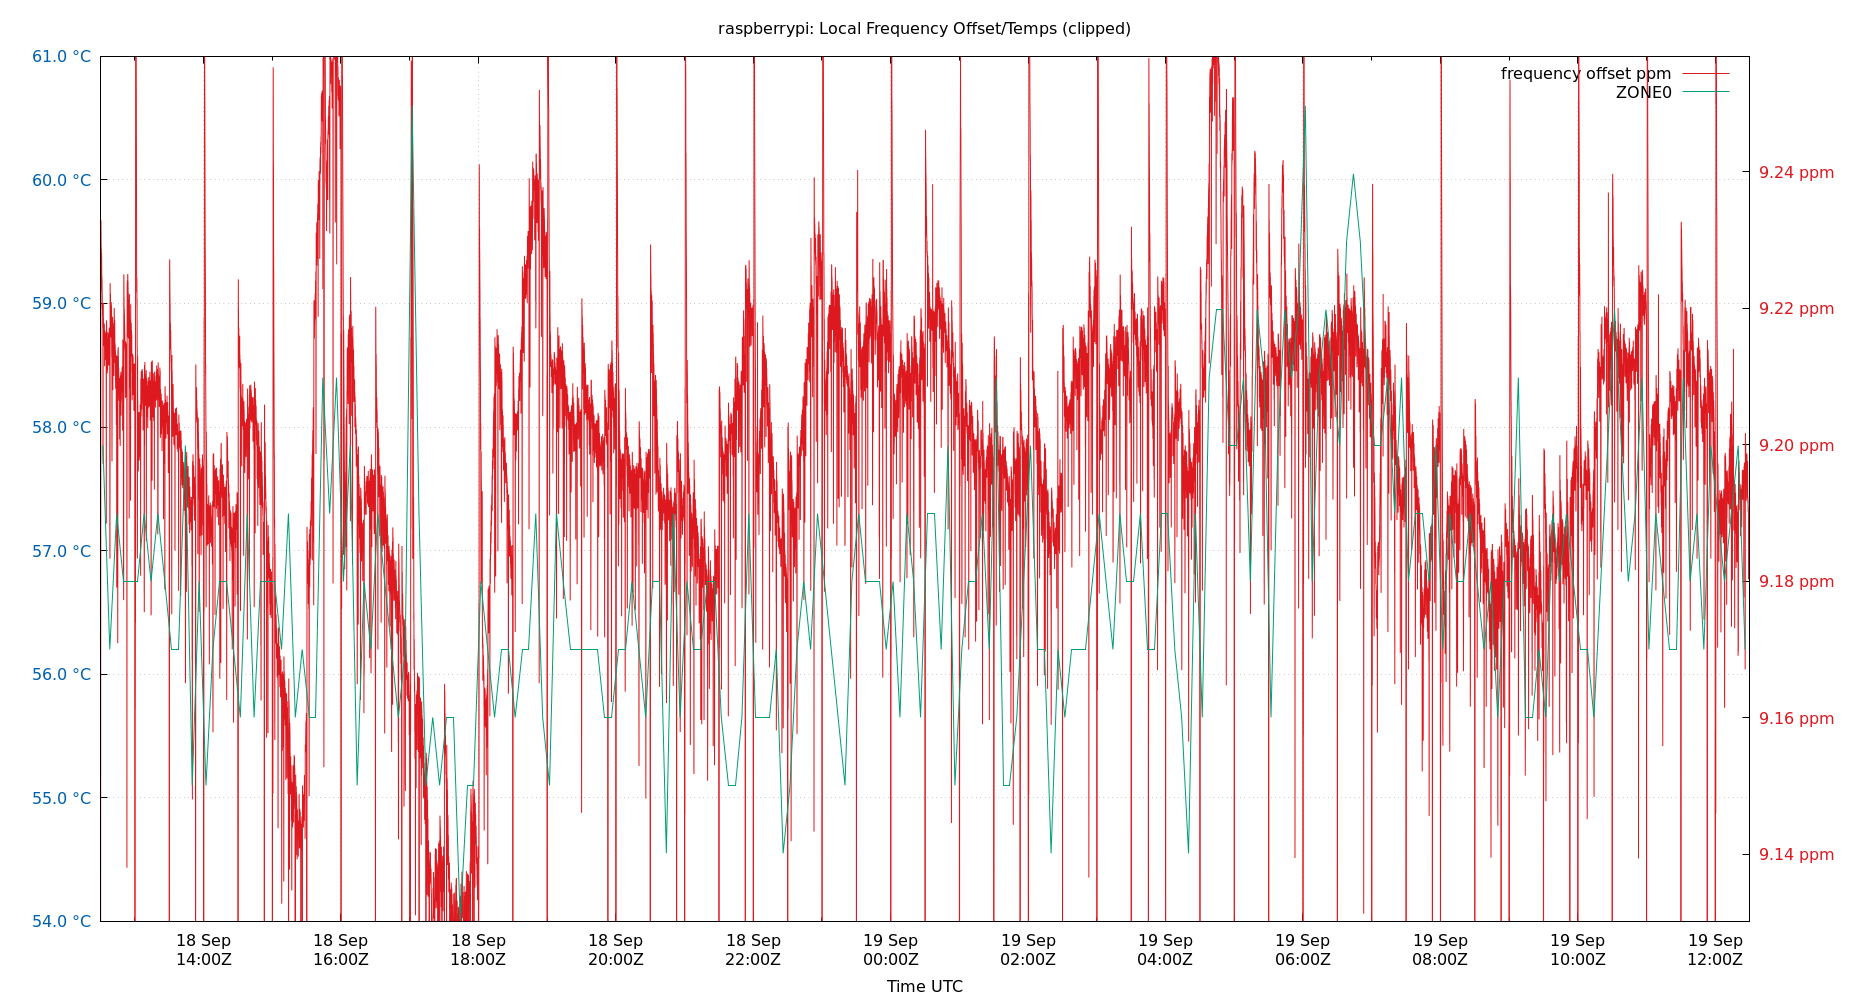 raspberrypi: Local Frequency Offset/Temps (clipped)
frequency offset ppm
ZONE0
61.0 °C
60.0 °C
59.0 °C
58.0 °C
57.0 °C
56.0 °C
55.0 °C
54.0 °C
9.24 ppm
9.22 ppm
9.20 ppm
9.18 ppm
9.16 ppm
9.14 ppm
18 Sep 18 Sep 18 Sep 18 Sep 18 Sep 19 Sep 19 Sep 19 Sep 19 Sep 19 Sep 19 Sep 19 Sep
14:00Z 16:00Z 18:00Z 20:00Z 22:00Z 00:00Z 02:00Z 04:00Z 06:00Z 08:00Z 10:00Z 12:00Z
Time UTC